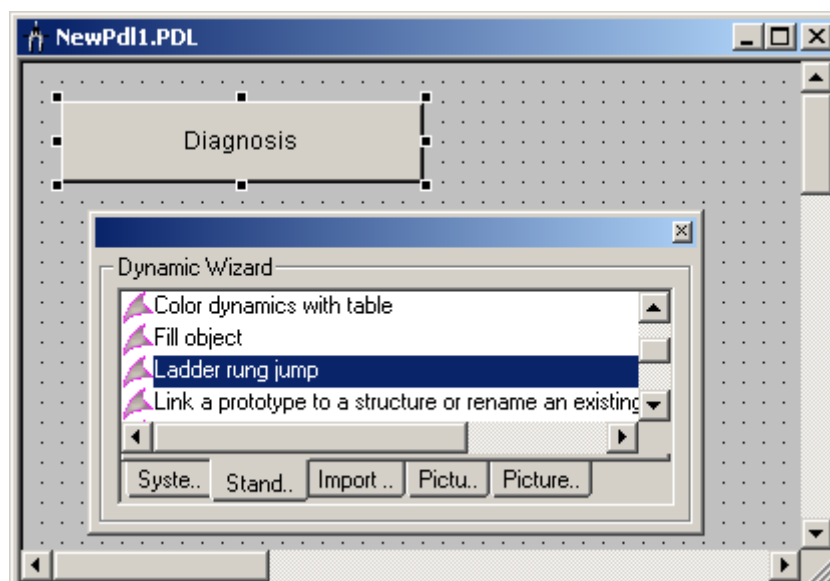 NewPdl1.PDL
Diagnosis
Dynamic Wizard
Color dynamics with table
Fill object
Ladder rung jump
Link a prototype to a structure or rename an existing
Syste.. Stand.. Import .. Pictu.. Picture..